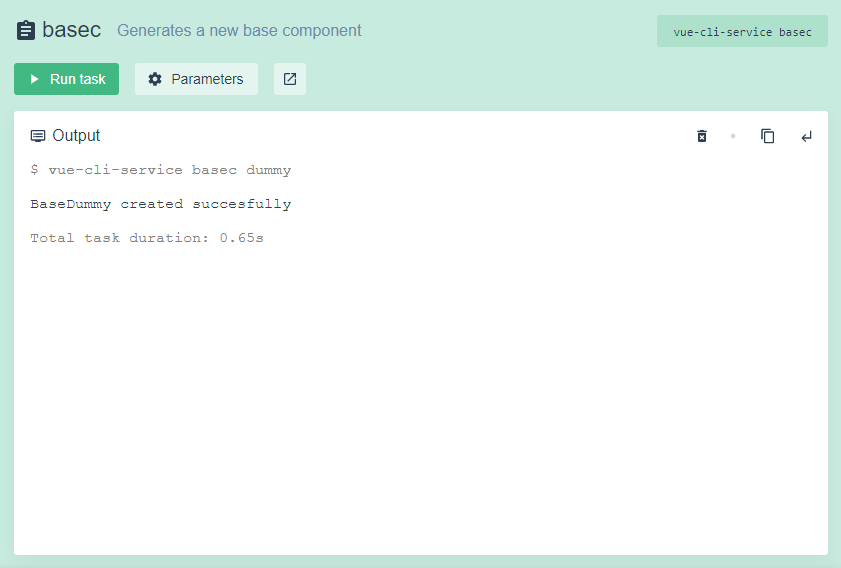 basec Generates a new base component vue-cli-service basec
Run task Parameters
Output
$ vue-cli-service basec dummy
BaseDummy created succesfully
Total task duration: 0.65s